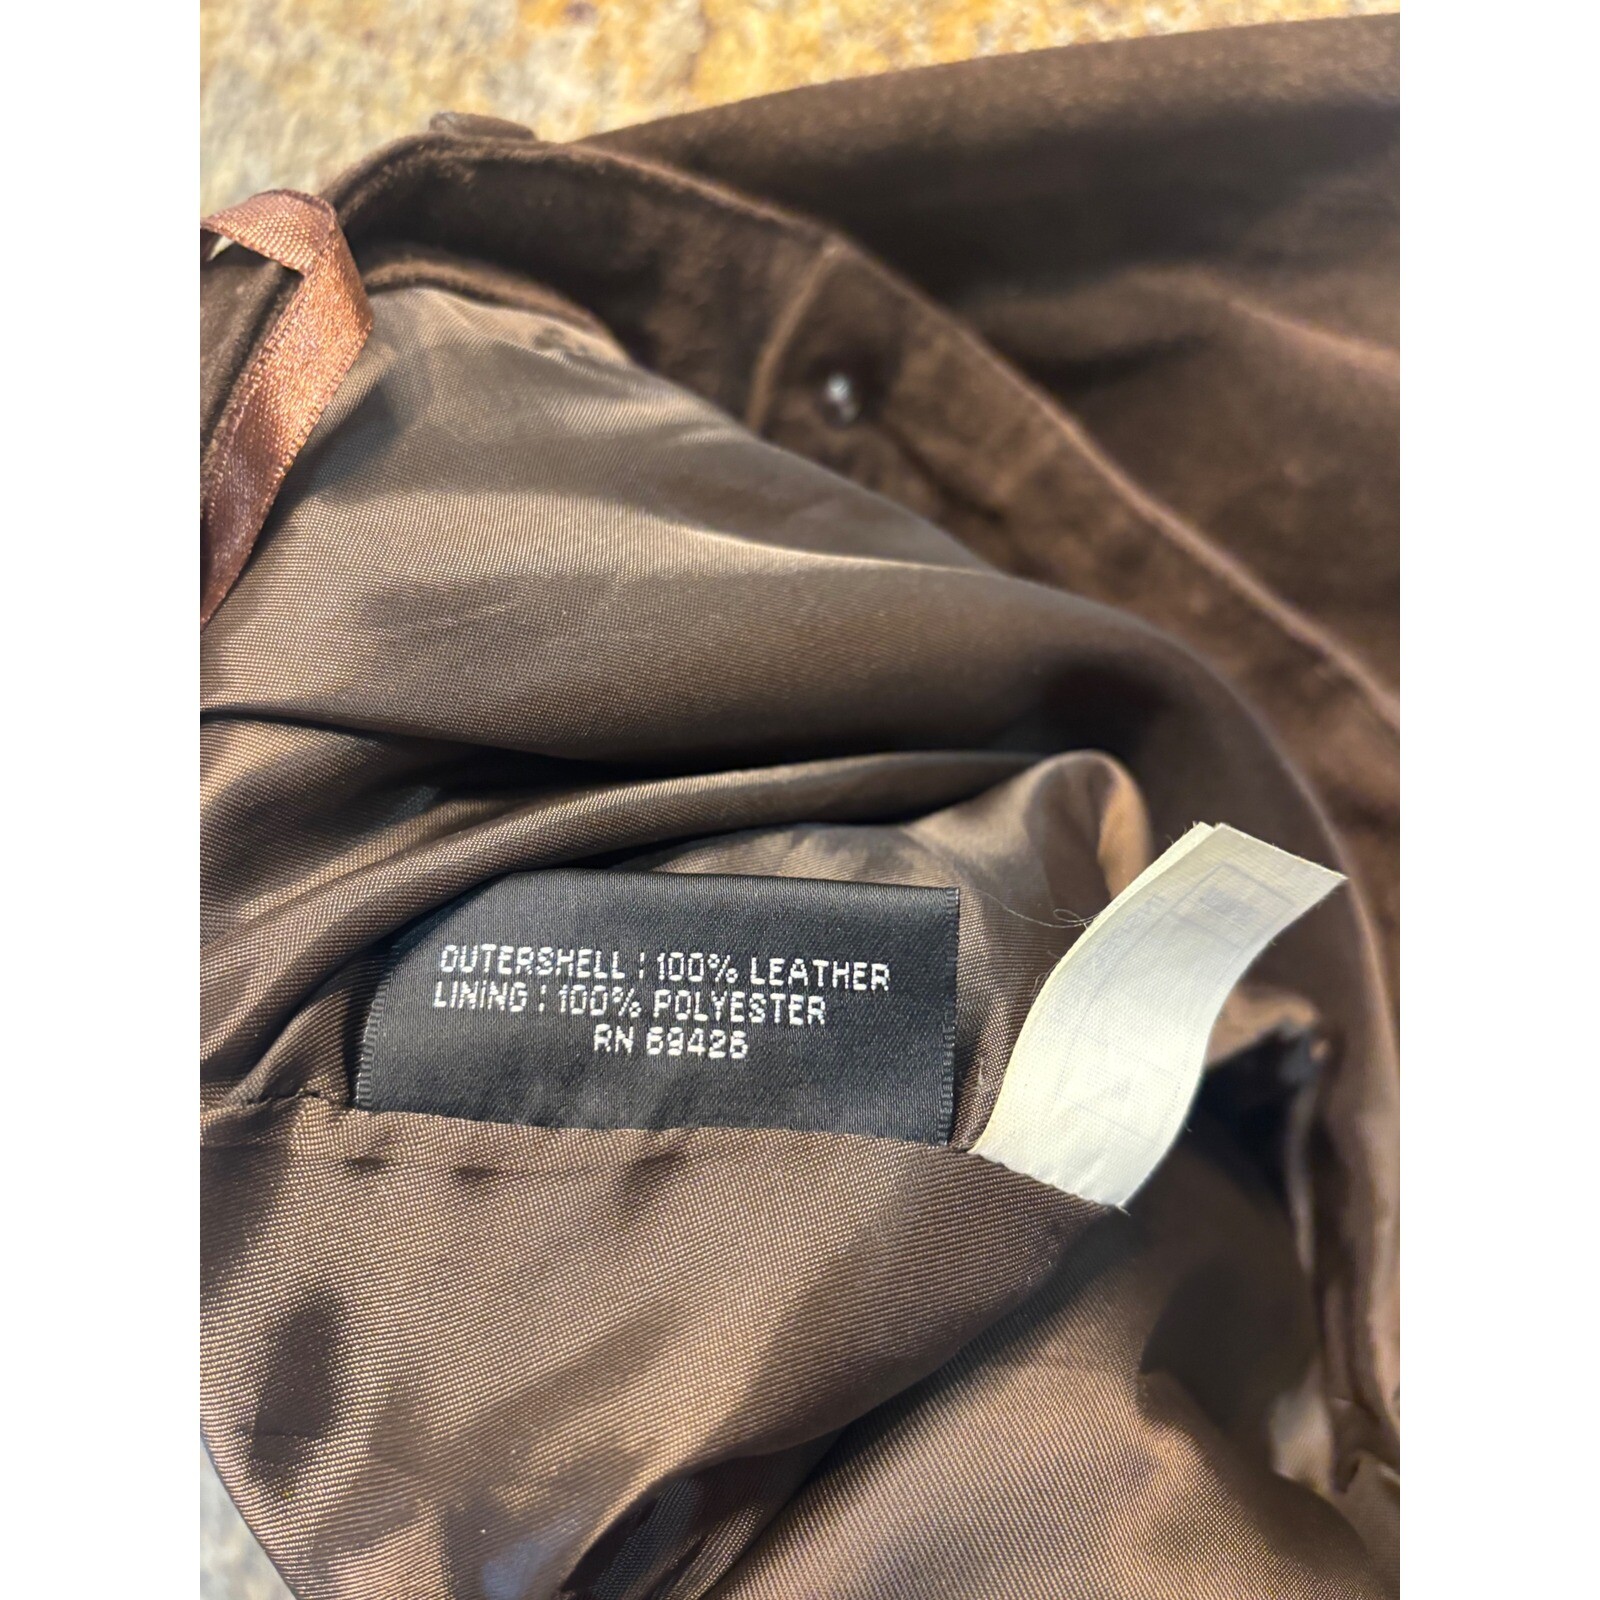 OUTERSHELL : 100% LEATHER
LINING : 100% POLYESTER
RN 69426